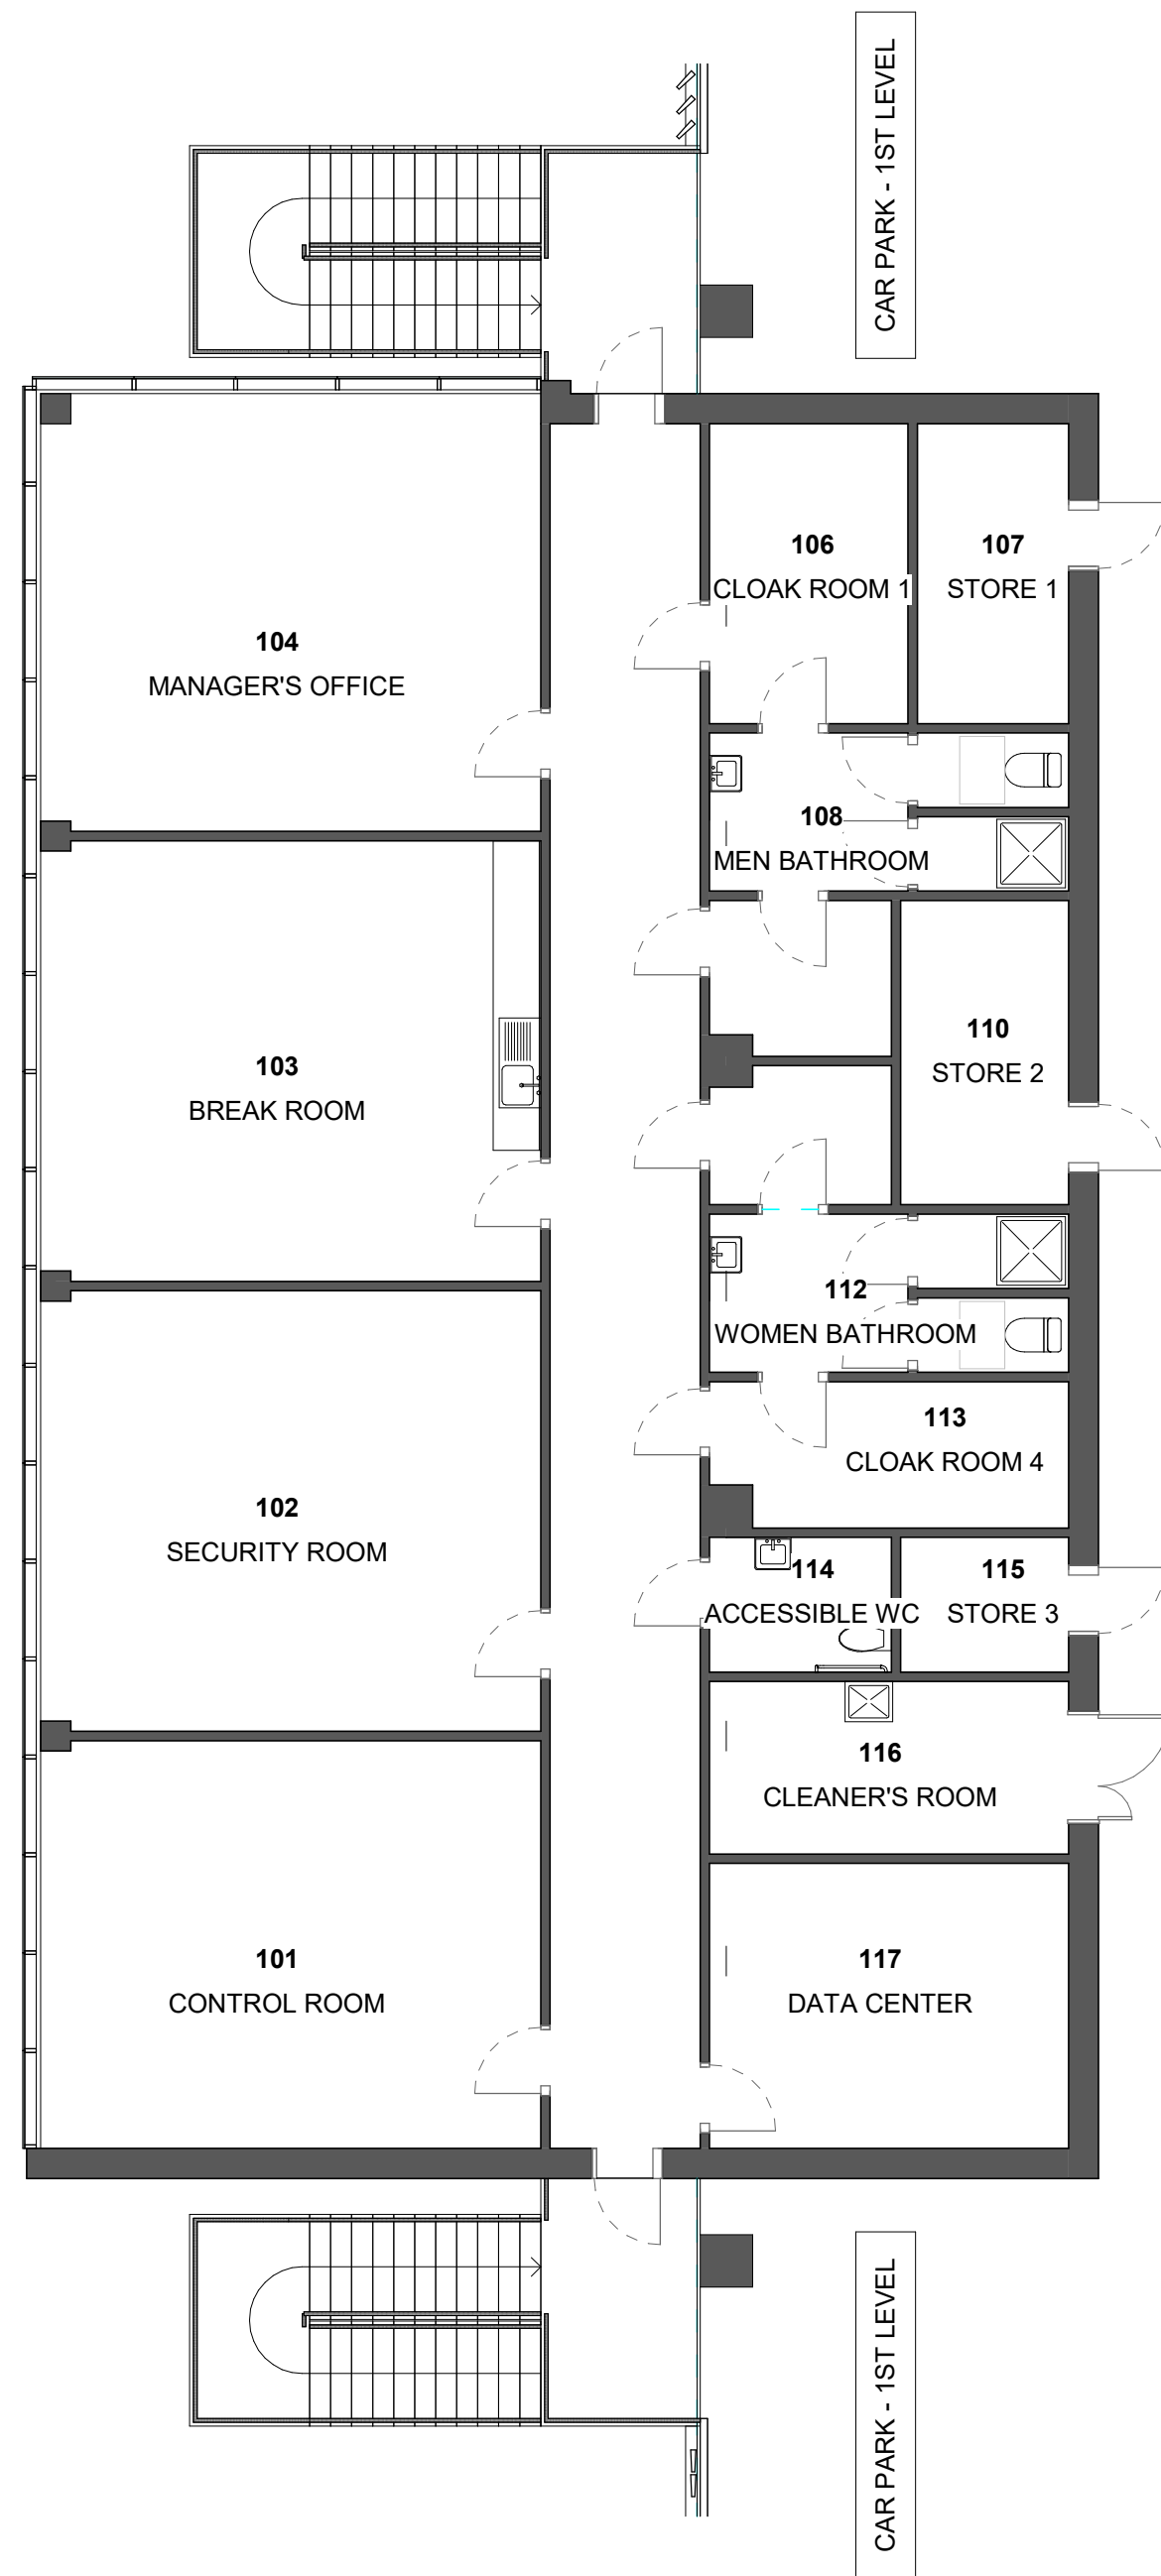 CAR PARK - 1ST LEVEL
106
CLOAK ROOM 1
107
STORE 1
104
MANAGER'S OFFICE
108
MEN BATHROOM
110
STORE 2
103
BREAK ROOM
112
WOMEN BATHROOM
113
CLOAK ROOM 4
102
SECURITY ROOM
114
ACCESSIBLE WC
115
STORE 3
116
CLEANER'S ROOM
101
CONTROL ROOM
117
DATA CENTER
CAR PARK - 1ST LEVEL